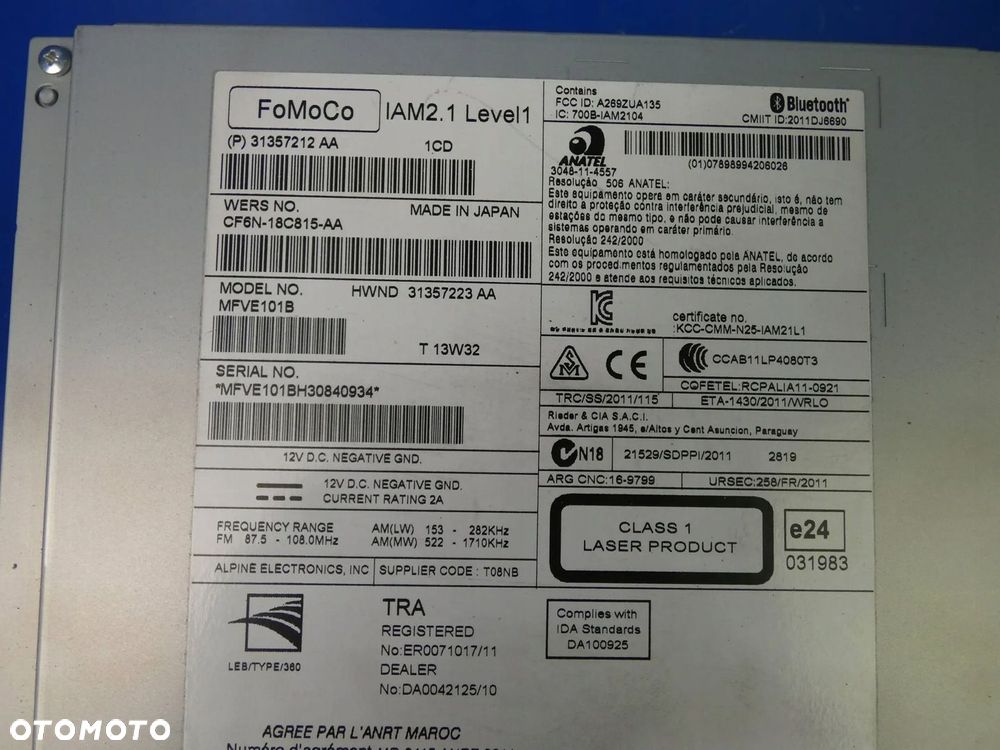 FoMoCo IAM2.1 Level1
(P) 31357212 AA 1CD
WERS NO. MADE IN JAPAN
CF6N-18C815-AA
MODEL NO. HWND 31357223 AA
MFVE101B
T 13W32
SERIAL NO.
*MFVE101BH30840934*
12V D.C. NEGATIVE GND.
12V D.C. NEGATIVE GND.
CURRENT RATING 2A
FREQUENCY RANGE AM(LW) 153 - 282KHz
FM 87.5 - 108.0MHz AM(MW) 522 - 1710KHz
ALPINE ELECTRONICS, INC SUPPLIER CODE : T08NB
Contains
FCC ID: A269ZUA135
IC: 700B-IAM2104
Bluetooth
CMIIT ID:2011DJ6690
ANATEL
3048-11-4557
(01)07898994206026
Resolução 506 ANATEL:
Este equipamento opera em caráter secundário, isto é, não tem
direito a proteção contra interferência prejudicial, mesmo de
estações do mesmo tipo, e não pode causar interferência a
sistemas operando em caráter primário.
Resolução 242/2000
Este equipamento está homologado pela ANATEL, de acordo
com os procedimentos regulamentados pela Resolução
242/2000 e atende aos requisitos técnicos aplicados.
certificate no.
:KCC-CMM-N25-IAM21L1
CE
CCAB11LP4080T3
COFETEL:RCPALIA11-0921
TRC/SS/2011/115 ETA-1430/2011/WRLO
Rieder & CIA S.A.C.I.
Avda. Artigas 1945, e/Altos y Cent Asuncion, Paraguay
N18 21529/SDPPI/2011 2819
ARG CNC:16-9799 URSEC:258/FR/2011
CLASS 1
LASER PRODUCT
e24
031983
LEB/TYPE/360
TRA
REGISTERED
No:ER0071017/11
DEALER
No:DA0042125/10
Complies with
IDA Standards
DA100925
AGREE PAR L'ANRT MAROC
Numéro d'agrément
OTOMOTO